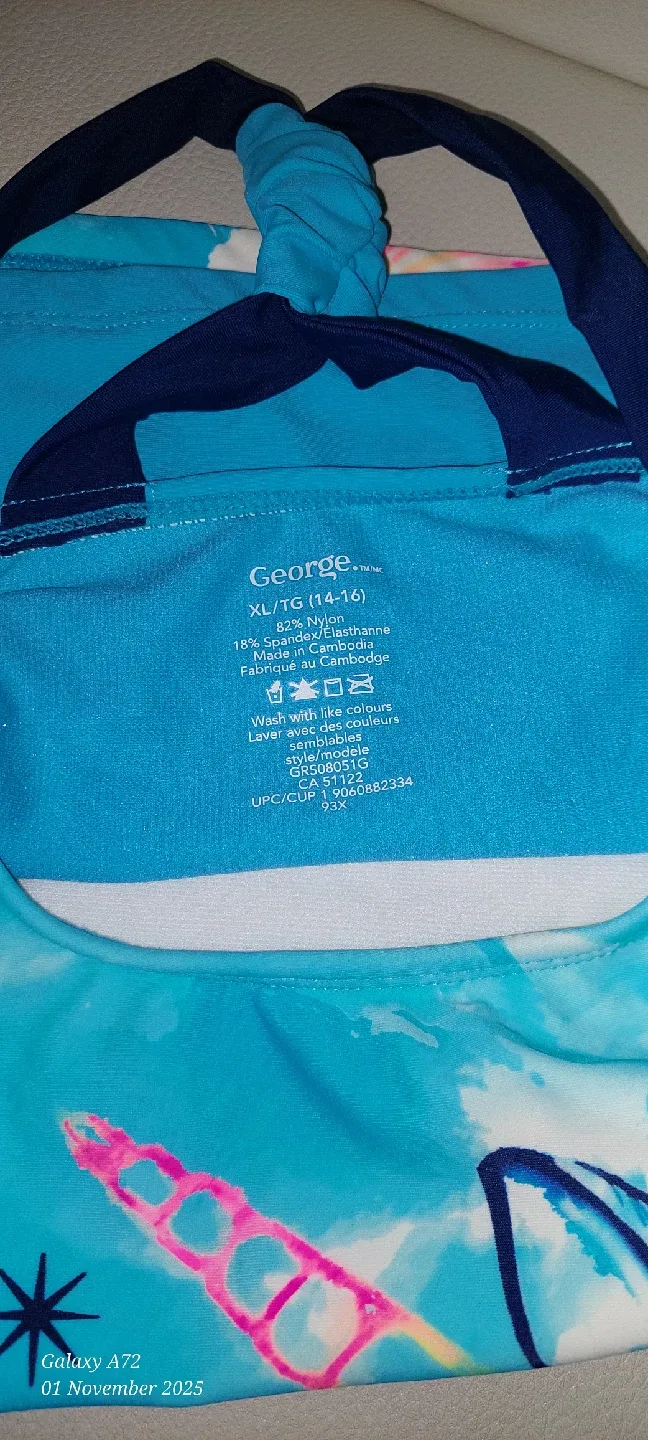 George.™/MC
XL/TG (14-16)
82% Nylon
18% Spandex/Élasthanne
Made in Cambodia
Fabriqué au Cambodge
Wash with like colours
Laver avec des couleurs
semblables
style/modèle
GRS08051G
CA 51122
UPC/CUP 1 9060882334
93X
Galaxy A72
01 November 2025